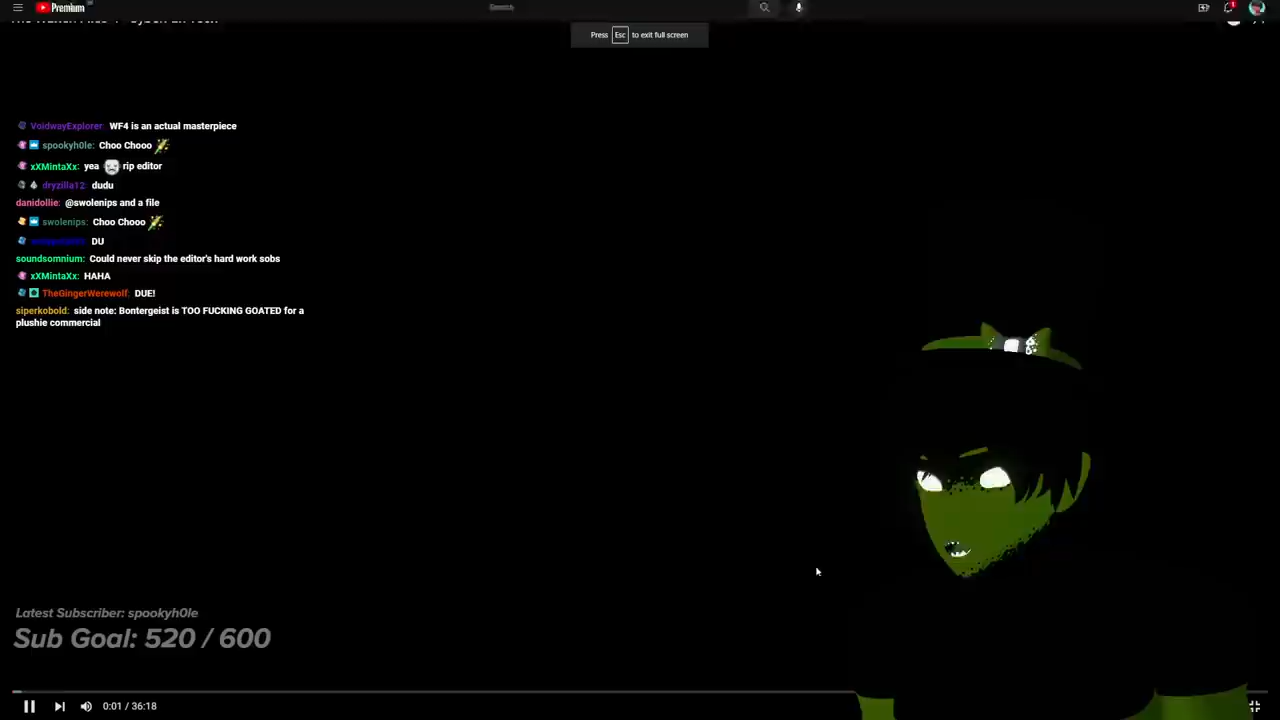 Premium
Search
Press Esc to exit full screen
VoidwayExplorer: WF4 is an actual masterpiece
spookyh0le: Choo Chooo
xXMintaXx: yea rip editor
dryzilla12: dudu
danidollie: @swolenips and a file
swolenips: Choo Chooo
DU
soundsomnium: Could never skip the editor's hard work sobs
xXMintaXx: HAHA
TheGingerWerewolf: DUE!
siperkobold: side note: Bontergeist is TOO FUCKING GOATED for a
plushie commercial
Latest Subscriber: spookyh0le
Sub Goal: 520 / 600
0:01 / 36:18